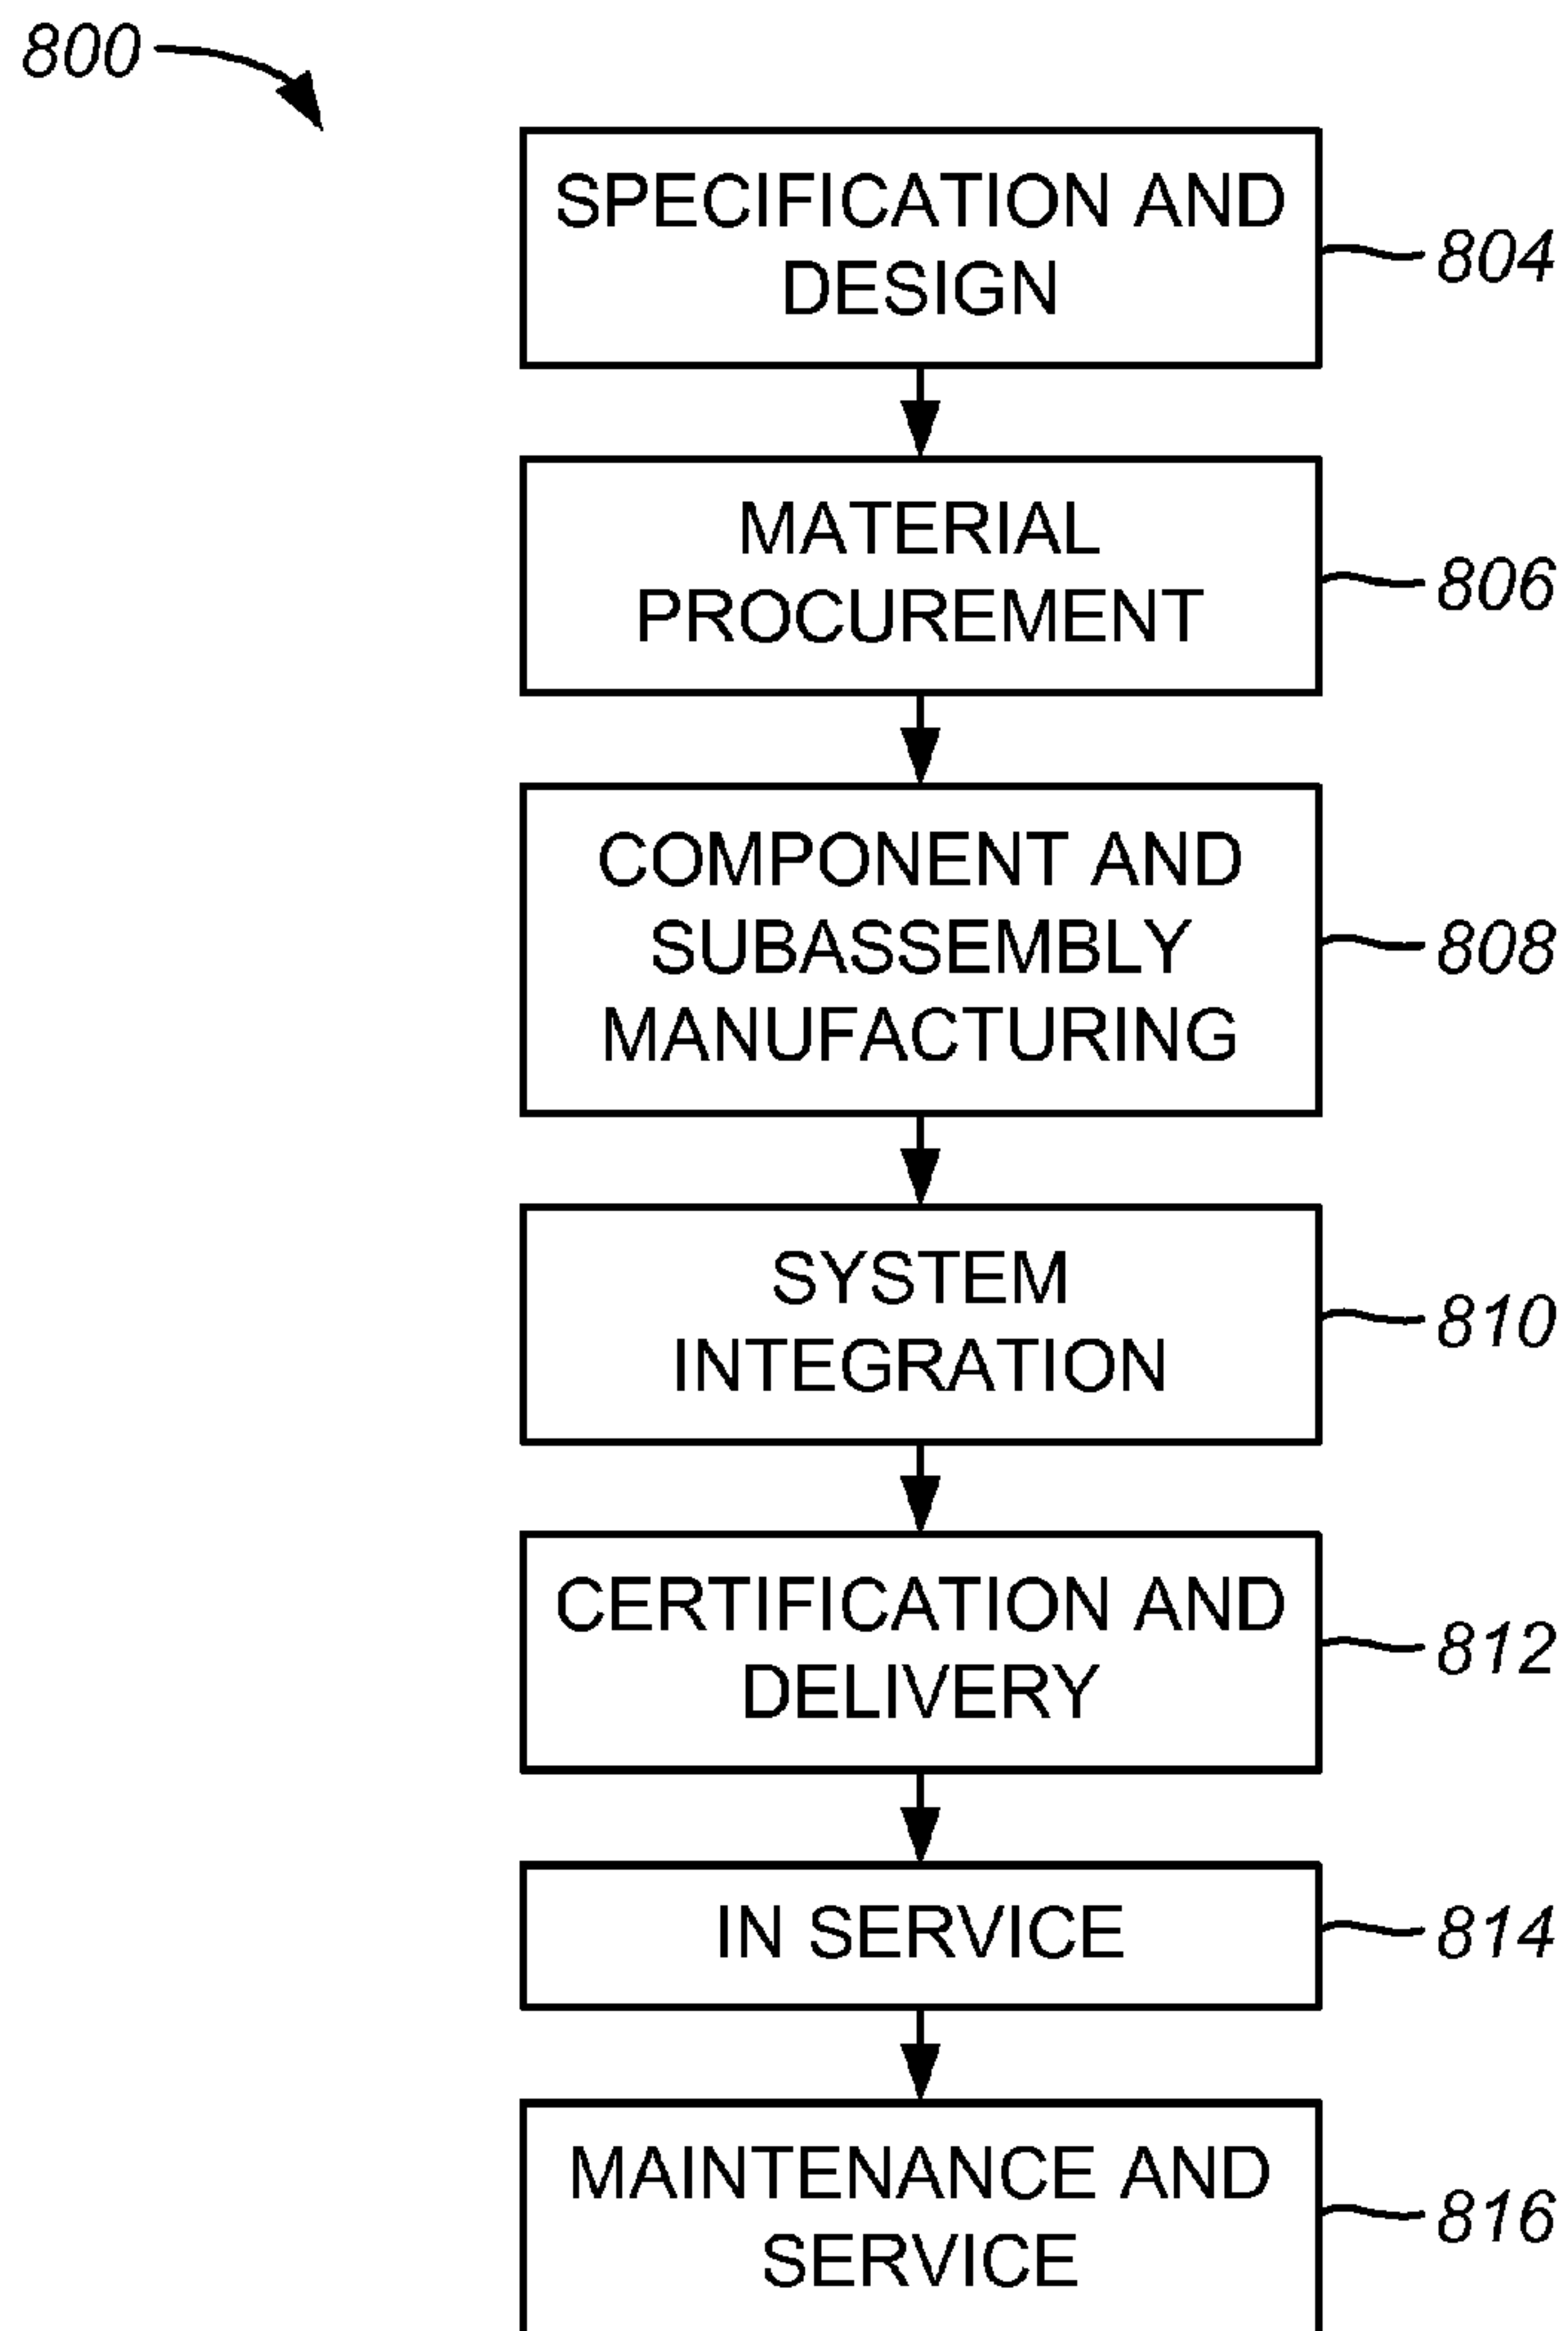 800
SPECIFICATION AND
DESIGN
804
MATERIAL
PROCUREMENT
806
COMPONENT AND
SUBASSEMBLY
MANUFACTURING
808
SYSTEM
INTEGRATION
810
CERTIFICATION AND
DELIVERY
812
IN SERVICE
814
MAINTENANCE AND
SERVICE
816